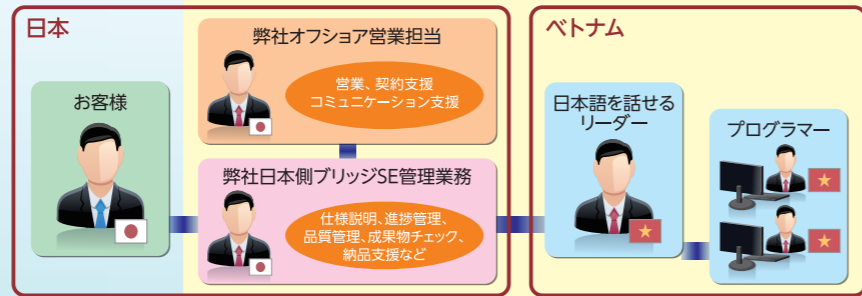 日本
弊社オフショア営業担当
営業、契約支援
コミュニケーション支援
お客様
弊社日本側ブリッジSE管理業務
仕様説明、進捗管理、
品質管理、成果物チェック、
納品支援など
ベトナム
日本語を話せる
リーダー
プログラマー